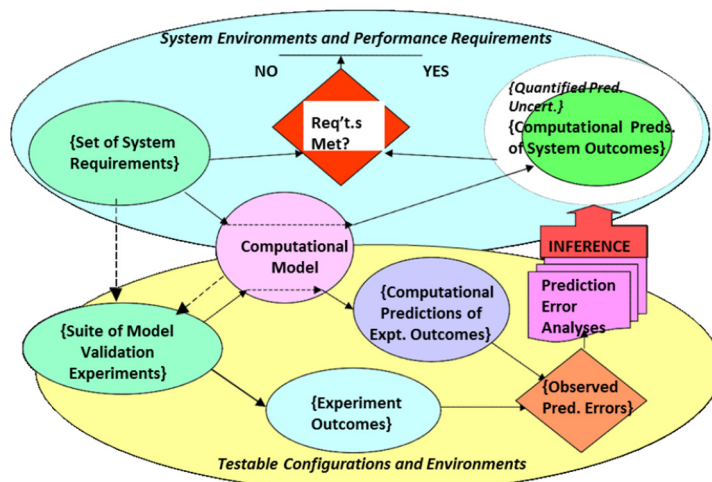 System Environments and Performance Requirements
NO
YES
{Quantified Pred.
Uncert.}
{Computational Preds.
of System Outcomes}
Req't.s
Met?
{Set of System
Requirements}
Computational
Model
INFERENCE
Prediction
Error
Analyses
{Computational
Predictions of
Expt. Outcomes}
{Suite of Model
Validation
Experiments}
{Observed
Pred. Errors}
{Experiment
Outcomes}
Testable Configurations and Environments